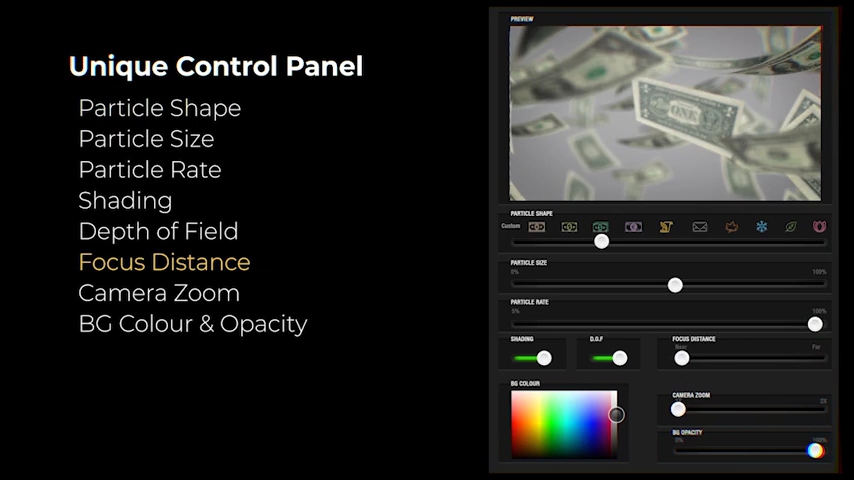 Unique Control Panel
Particle Shape
Particle Size
Particle Rate
Shading
Depth of Field
Focus Distance
Camera Zoom
BG Colour & Opacity
PREVIEW
ONE
PARTICLE SHAPE
Custom
PARTICLE SIZE
0% 100%
PARTICLE RATE
5% 100%
SHADING D.O.F FOCUS DISTANCE
Near Far
BG COLOUR
CAMERA ZOOM
2X
BG OPACITY
0% 100%